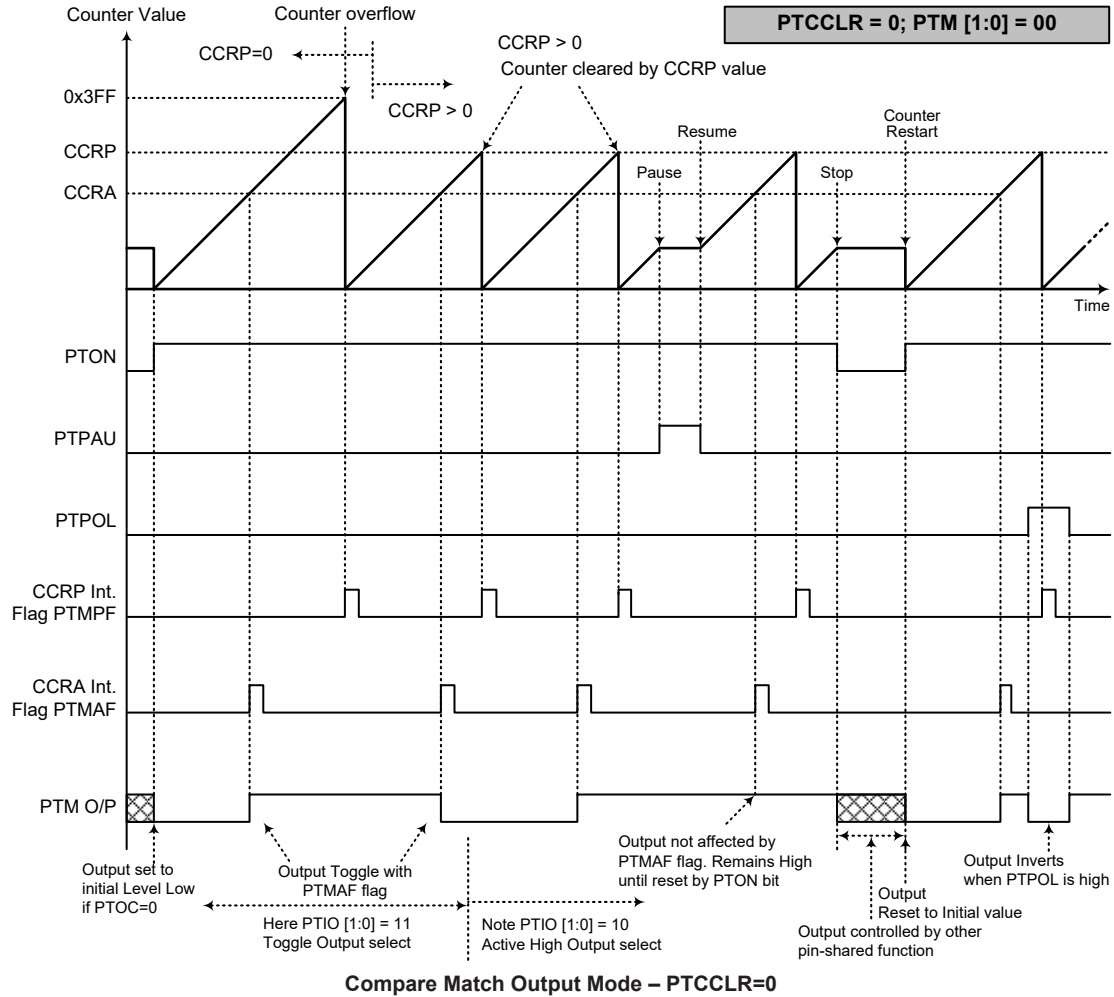 Counter Value
Counter overflow
PTCCLR = 0; PTM [1:0] = 00
CCRP=0
CCRP > 0
CCRP > 0
Counter cleared by CCRP value
0x3FF
CCRP
CCRA
Pause
Resume
Stop
Counter
Restart
Time
PTON
PTPAU
PTPOL
CCRP Int.
Flag PTMPF
CCRA Int.
Flag PTMAF
PTM O/P
Output set to
initial Level Low
if PTOC=0
Output Toggle with
PTMAF flag
Here PTIO [1:0] = 11
Toggle Output select
Note PTIO [1:0] = 10
Active High Output select
Output not affected by
PTMAF flag. Remains High
until reset by PTON bit
Output
Reset to Initial value
Output controlled by other
pin-shared function
Output Inverts
when PTPOL is high
Compare Match Output Mode – PTCCLR=0